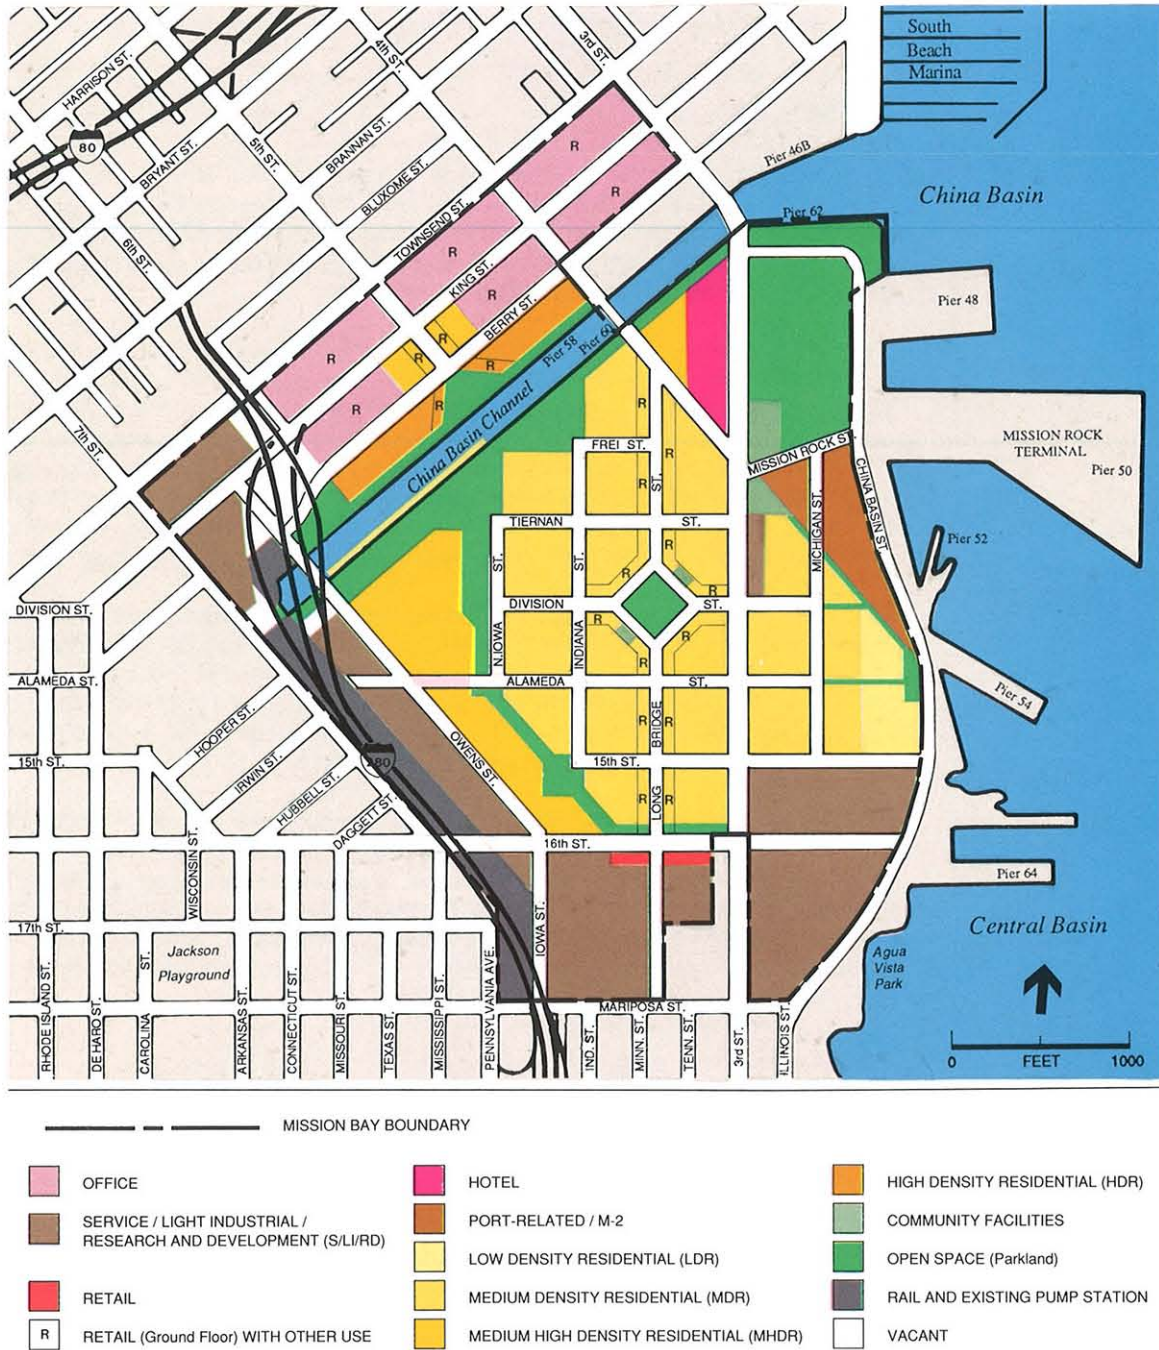 South
Beach
Marina
HARRISON ST.
4th ST.
3rd ST.
80
5th ST.
BRYANT ST.
BRANNAN ST.
BLUXOME ST.
Pier 46B
China Basin
TOWNSEND ST.
Pier 62
6th ST.
KING ST.
BERRY ST.
R
R
R
R
R
R
R
R
R
R
Pier 48
Pier 58
Pier 60
China Basin Channel
7th ST.
R
R
FREI ST.
R
R
ST.
MISSION ROCK ST.
MISSION ROCK
TERMINAL
Pier 50
CHINA BASIN ST.
MICHIGAN ST.
TIERNAN
ST.
Pier 52
N.IOWA
ST.
INDIANA
ST.
R
R
R
DIVISION ST.
DIVISION
ST.
R
R
R
ALAMEDA ST.
ALAMEDA
ST.
Pier 54
HOOPER ST.
OWENS ST.
R
R
BRIDGE
280
15th ST.
15th ST.
IRWIN ST.
HUBBELL ST.
DAGGETT ST.
R
R
LONG
16th ST.
WISCONSIN ST.
Pier 64
17th ST.
Jackson
Playground
IOWA ST.
PENNSYLVANIA AVE.
Central Basin
Agua
Vista
Park
MARIPOSA ST.
RHODE ISLAND ST.
DE HARO ST.
CAROLINA
ST.
ARKANSAS ST.
CONNECTICUT ST.
MISSOURI ST.
TEXAS ST.
MISSISSIPPI ST.
IND. ST.
MINN. ST.
TENN. ST.
3rd ST.
ILLINOIS ST.
0
FEET
1000
MISSION BAY BOUNDARY
OFFICE
SERVICE / LIGHT INDUSTRIAL /
RESEARCH AND DEVELOPMENT (S/LI/RD)
RETAIL
R
RETAIL (Ground Floor) WITH OTHER USE
HOTEL
PORT-RELATED / M-2
LOW DENSITY RESIDENTIAL (LDR)
MEDIUM DENSITY RESIDENTIAL (MDR)
MEDIUM HIGH DENSITY RESIDENTIAL (MHDR)
HIGH DENSITY RESIDENTIAL (HDR)
COMMUNITY FACILITIES
OPEN SPACE (Parkland)
RAIL AND EXISTING PUMP STATION
VACANT